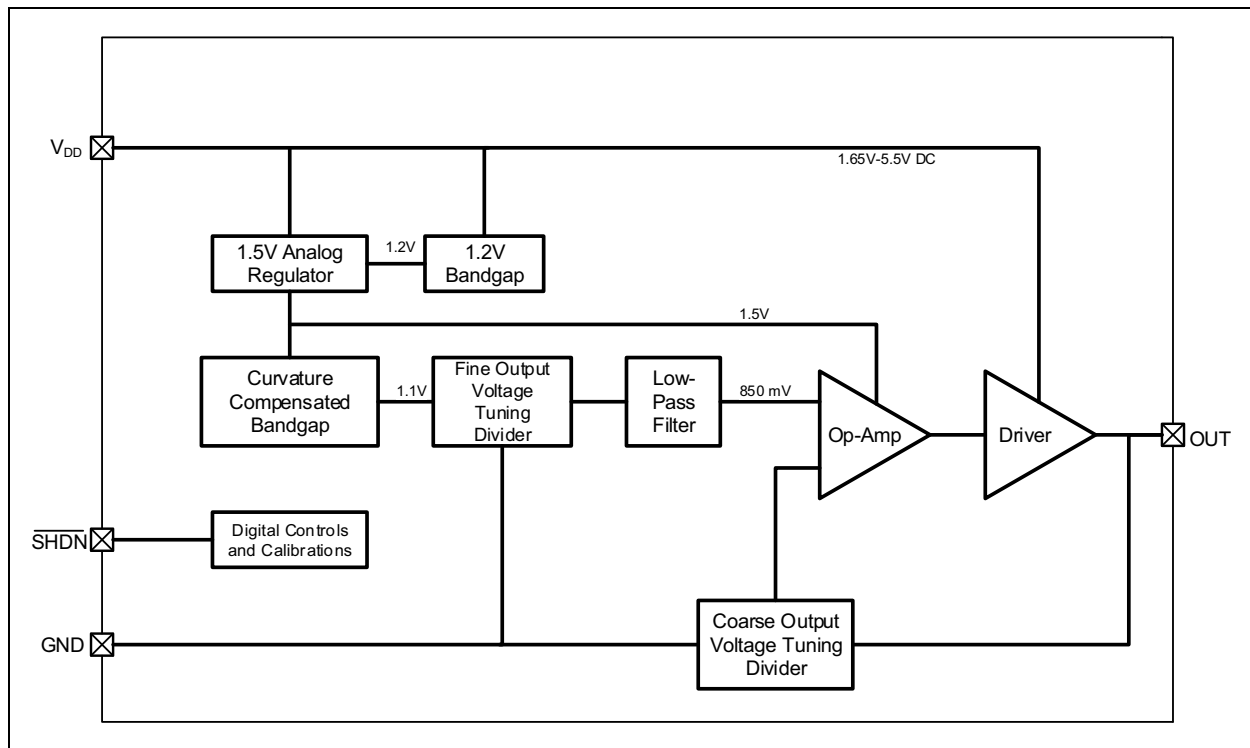 V_DD
1.65V-5.5V DC
1.5V Analog
Regulator
1.2V
1.2V
Bandgap
1.5V
Curvature
Compensated
Bandgap
1.1V
Fine Output
Voltage
Tuning
Divider
Low-
Pass
Filter
850 mV
Op-Amp
Driver
OUT
SHDN
Digital Controls
and Calibrations
GND
Coarse Output
Voltage Tuning
Divider